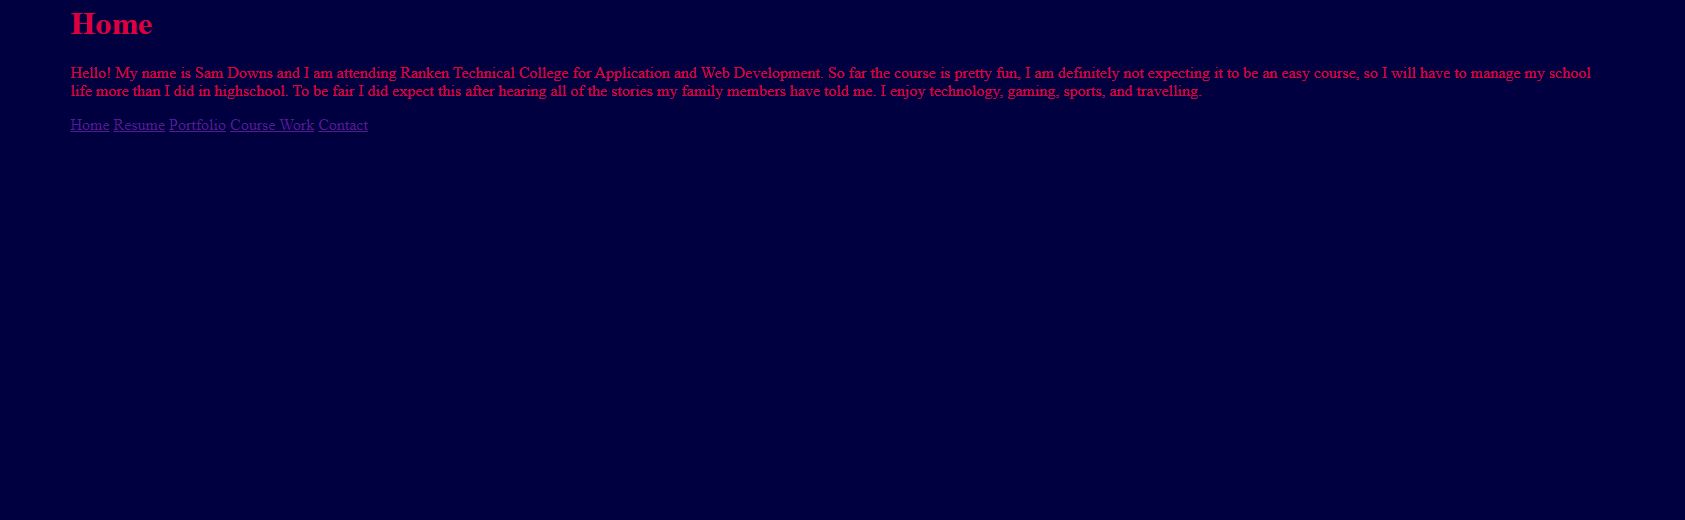 Home
Hello! My name is Sam Downs and I am attending Ranken Technical College for Application and Web Development. So far the course is pretty fun, I am definitely not expecting it to be an easy course, so I will have to manage my school
life more than I did in highschool. To be fair I did expect this after hearing all of the stories my family members have told me. I enjoy technology, gaming, sports, and travelling.
Home Resume Portfolio Course Work Contact